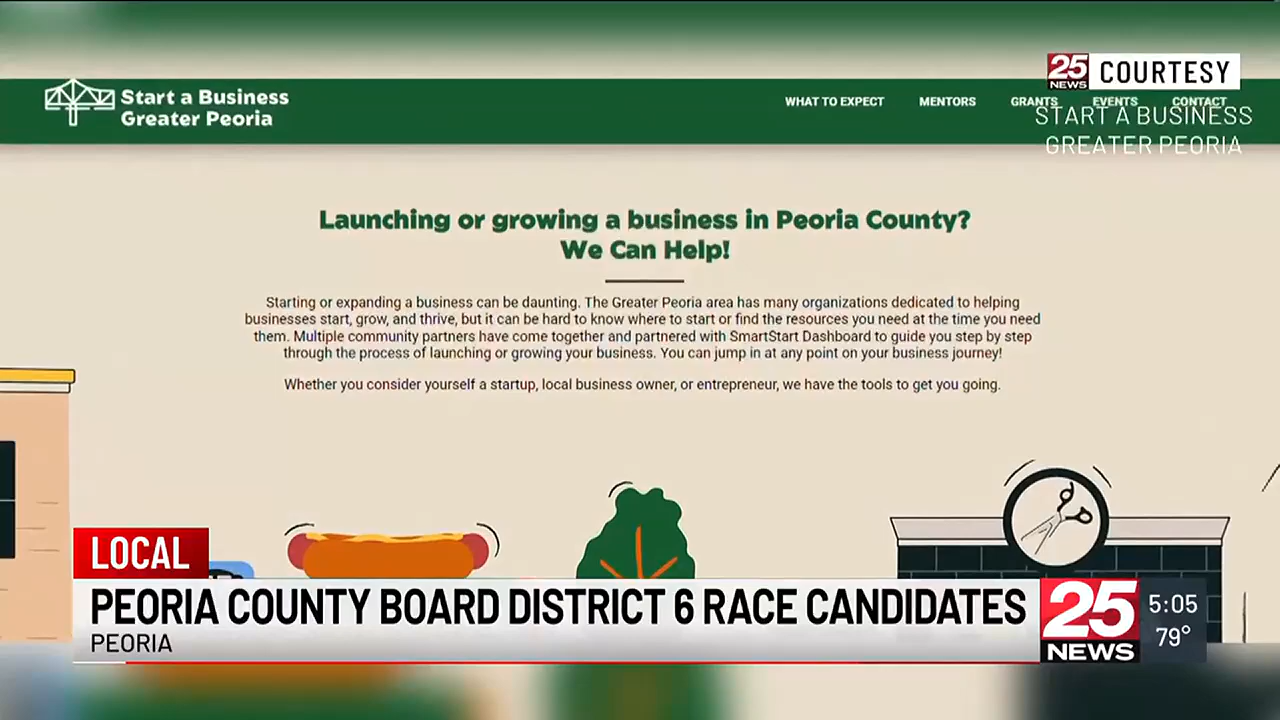 25
NEWS
COURTESY
START A BUSINESS
GREATER PEORIA
Start a Business
Greater Peoria
WHAT TO EXPECT
MENTORS
GRANTS
EVENTS
CONTACT
Launching or growing a business in Peoria County?
We Can Help!
Starting or expanding a business can be daunting. The Greater Peoria area has many organizations dedicated to helping
businesses start, grow, and thrive, but it can be hard to know where to start or find the resources you need at the time you need
them. Multiple community partners have come together and partnered with SmartStart Dashboard to guide you step by step
through the process of launching or growing your business. You can jump in at any point on your business journey!
Whether you consider yourself a startup, local business owner, or entrepreneur, we have the tools to get you going.
LOCAL
PEORIA COUNTY BOARD DISTRICT 6 RACE CANDIDATES
PEORIA
25
NEWS
5:05
79°